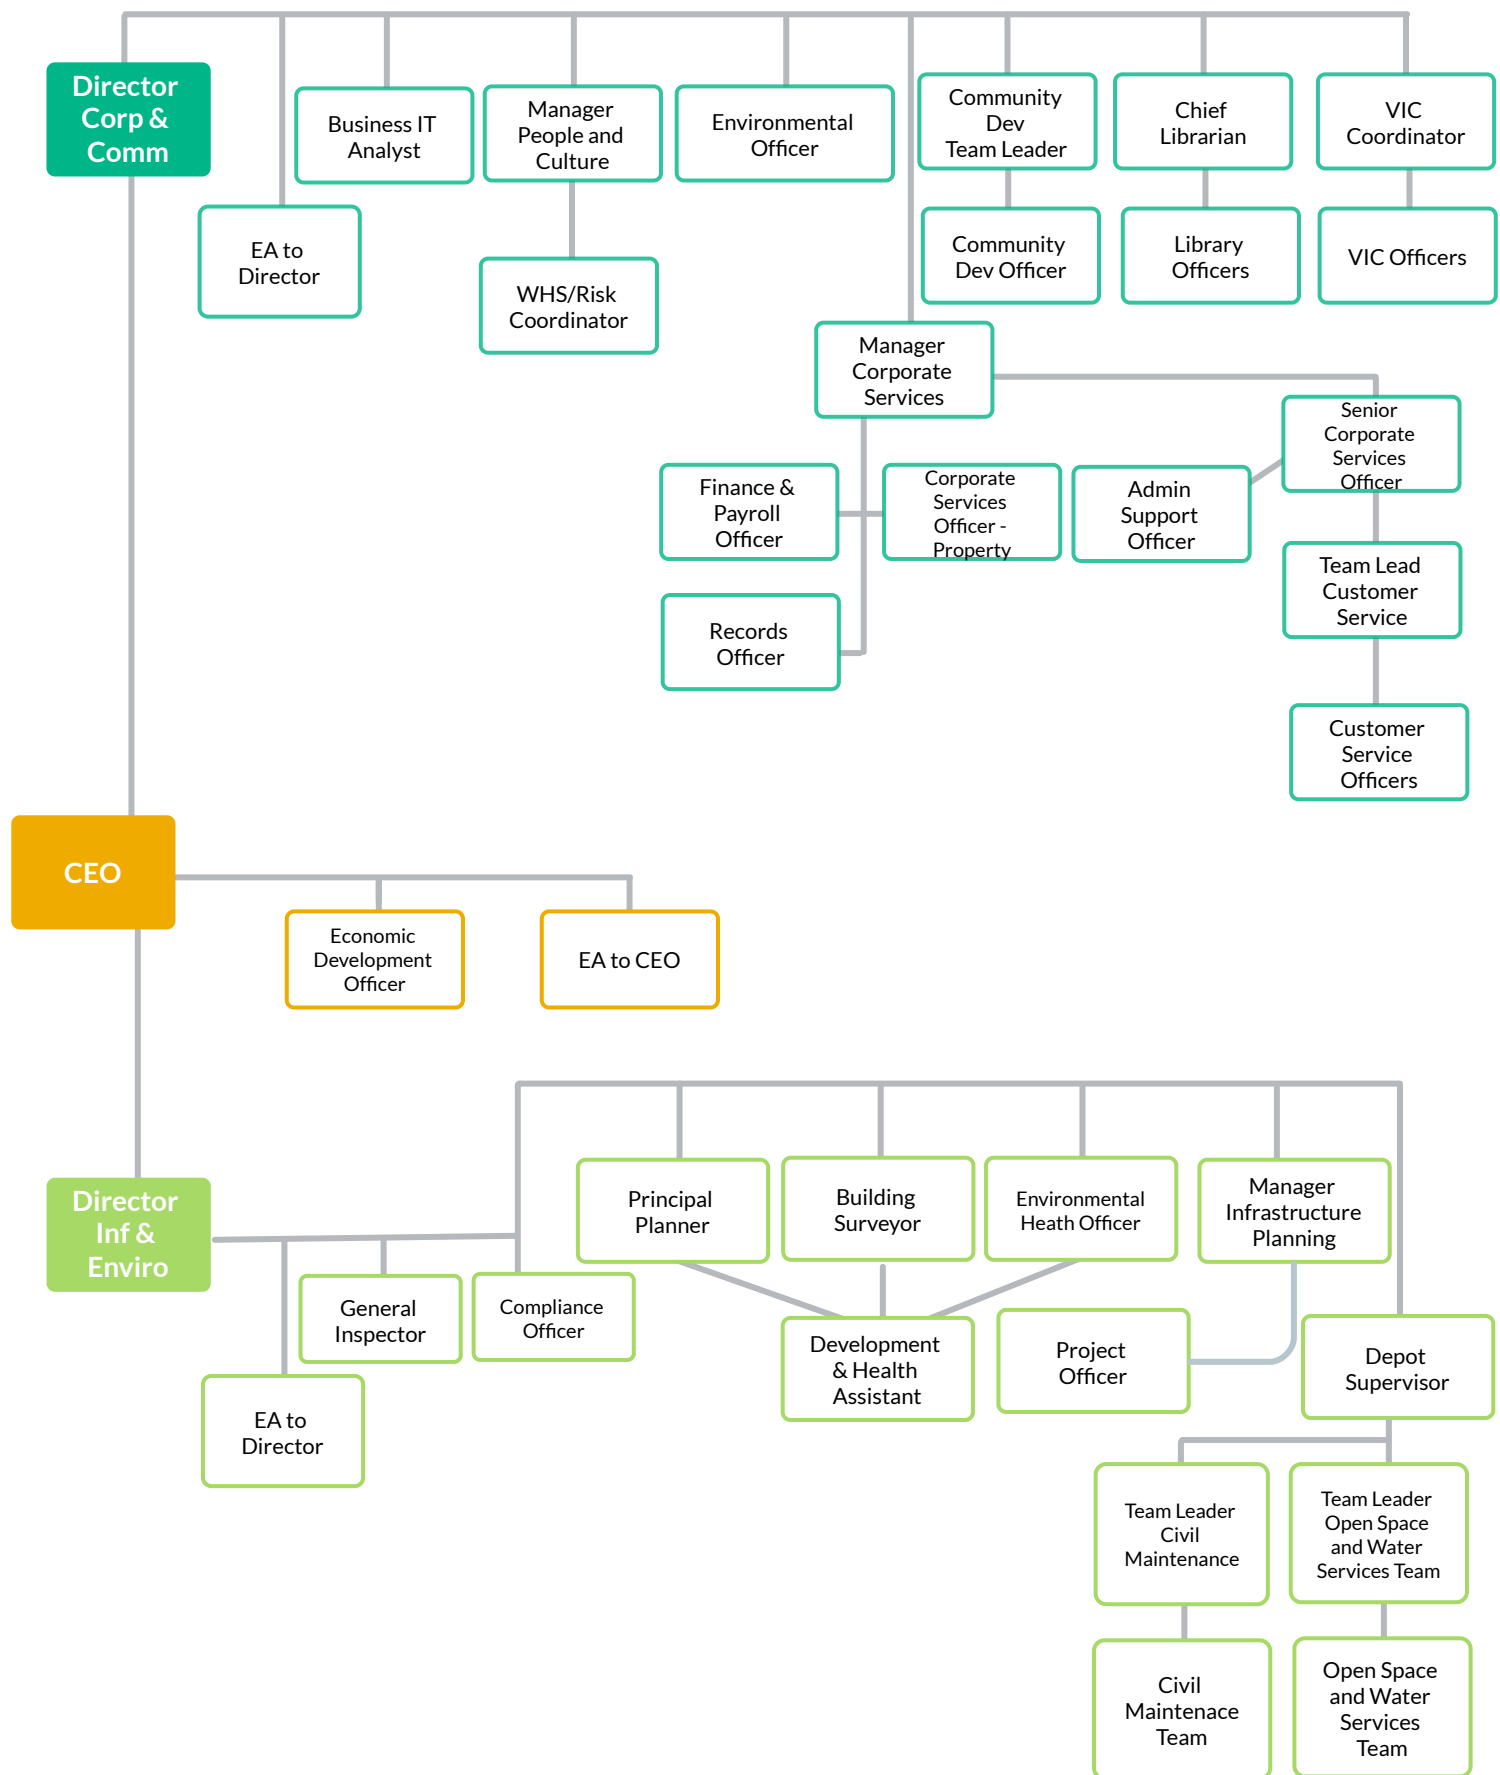 Director
Corp &
Comm
Business IT
Analyst
Manager
People and
Culture
Environmental
Officer
Community
Dev
Team Leader
Chief
Librarian
VIC
Coordinator
EA to
Director
WHS/Risk
Coordinator
Community
Dev Officer
Library
Officers
VIC Officers
Manager
Corporate
Services
Senior
Corporate
Services
Officer
Finance &
Payroll
Officer
Corporate
Services
Officer -
Property
Admin
Support
Officer
Team Lead
Customer
Service
Records
Officer
Customer
Service
Officers
CEO
Economic
Development
Officer
EA to CEO
Director
Inf &
Enviro
Principal
Planner
Building
Surveyor
Environmental
Heath Officer
Manager
Infrastructure
Planning
General
Inspector
Compliance
Officer
Development
& Health
Assistant
Project
Officer
Depot
Supervisor
EA to
Director
Team Leader
Civil
Maintenance
Team Leader
Open Space
and Water
Services Team
Civil
Maintenace
Team
Open Space
and Water
Services
Team